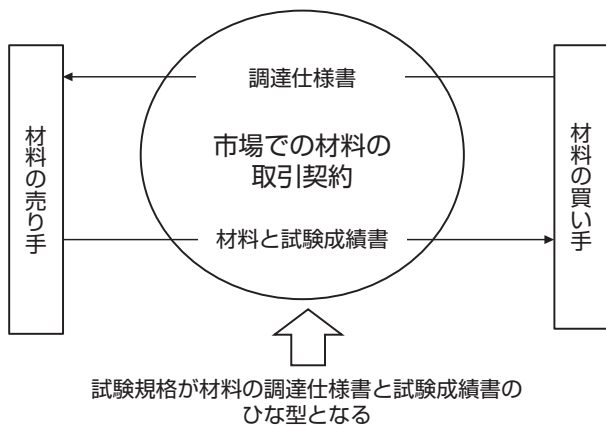 調達仕様書
材料の売り手
市場での材料の
取引契約
材料の買い手
材料と試験成績書
試験規格が材料の調達仕様書と試験成績書の
ひな型となる